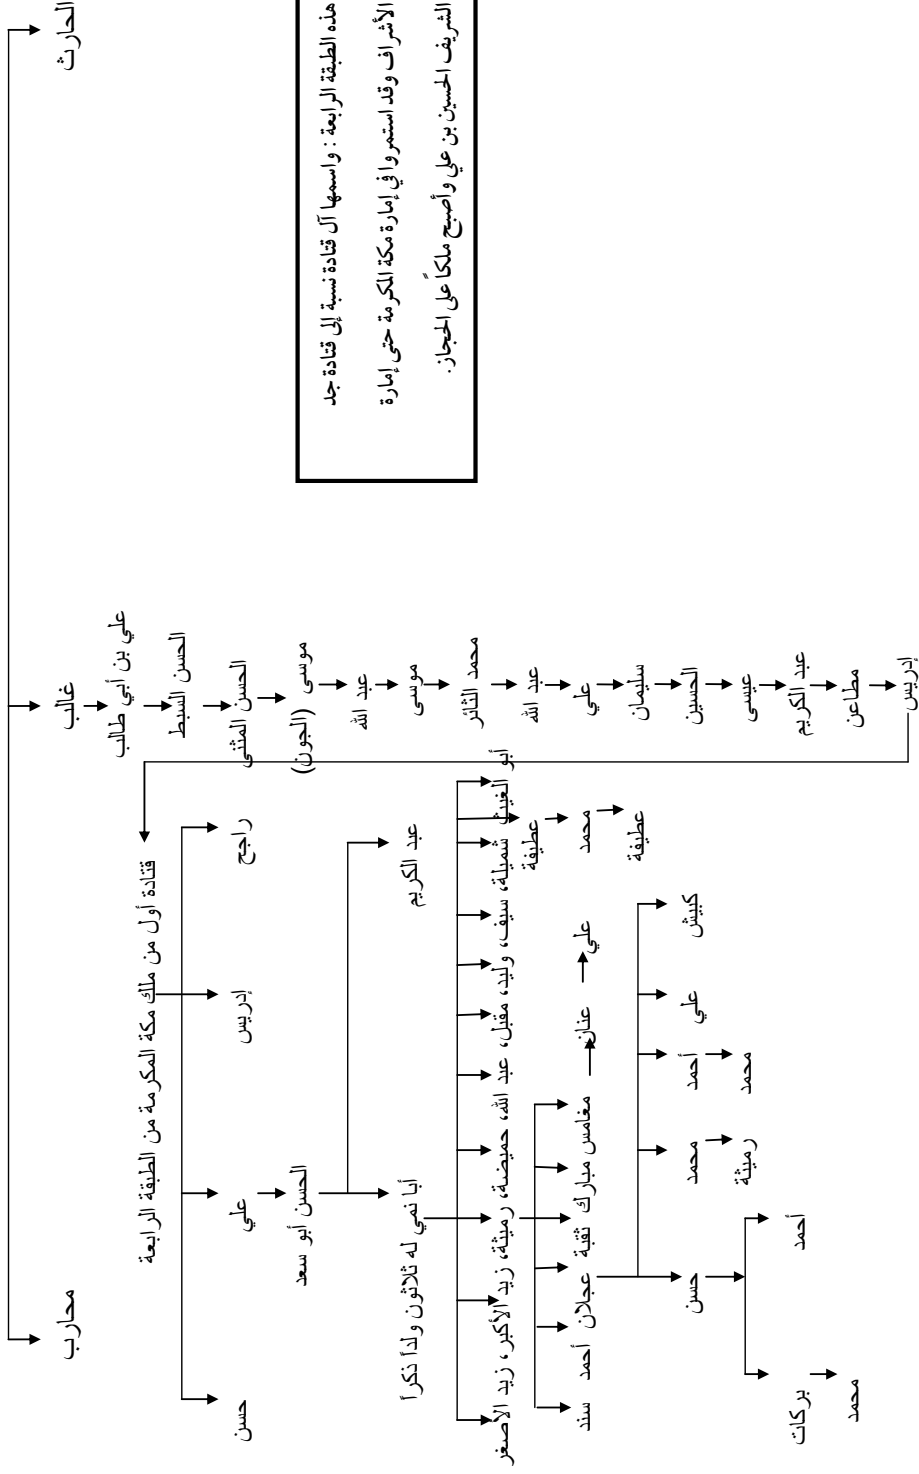 محارب
غالب
الحارث
علي بن أبي طالب
الحسن السبط
الحسن المثنى
موسى (الجون)
عبد الله
موسى
محمد الثائر
عبد الله
علي
سليمان
الحسين
عيسى
عبد الكريم
مطاعن
إدريس
هذه الطبقة الرابعة : واسمها آل قتادة نسبة إلى قتادة جد
الأشراف وقد استمروا في إمارة مكة المكرمة حتى إمارة
الشريف الحسين بن علي وأصبح ملكاً على الحجاز.
قتادة أول من ملك مكة المكرمة من الطبقة الرابعة
راجح
إدريس
علي
حسن
الحسن أبو سعد
عبد الكريم
أبا نمي له ثلاثون ولداً ذكراً
أبو الغيث
شميلة، سيف، وليد، مقبل، عبد الله، حميضة، رميثة، زيد الأكبر، زيد الأصغر
عطيفة
محمد
عطيفة
سند أحمد عجلان ثقبة مبارك مغامس
عنان
علي
كبيش
علي
أحمد
محمد
حسن
محمد
رميثة
أحمد
بركات
محمد